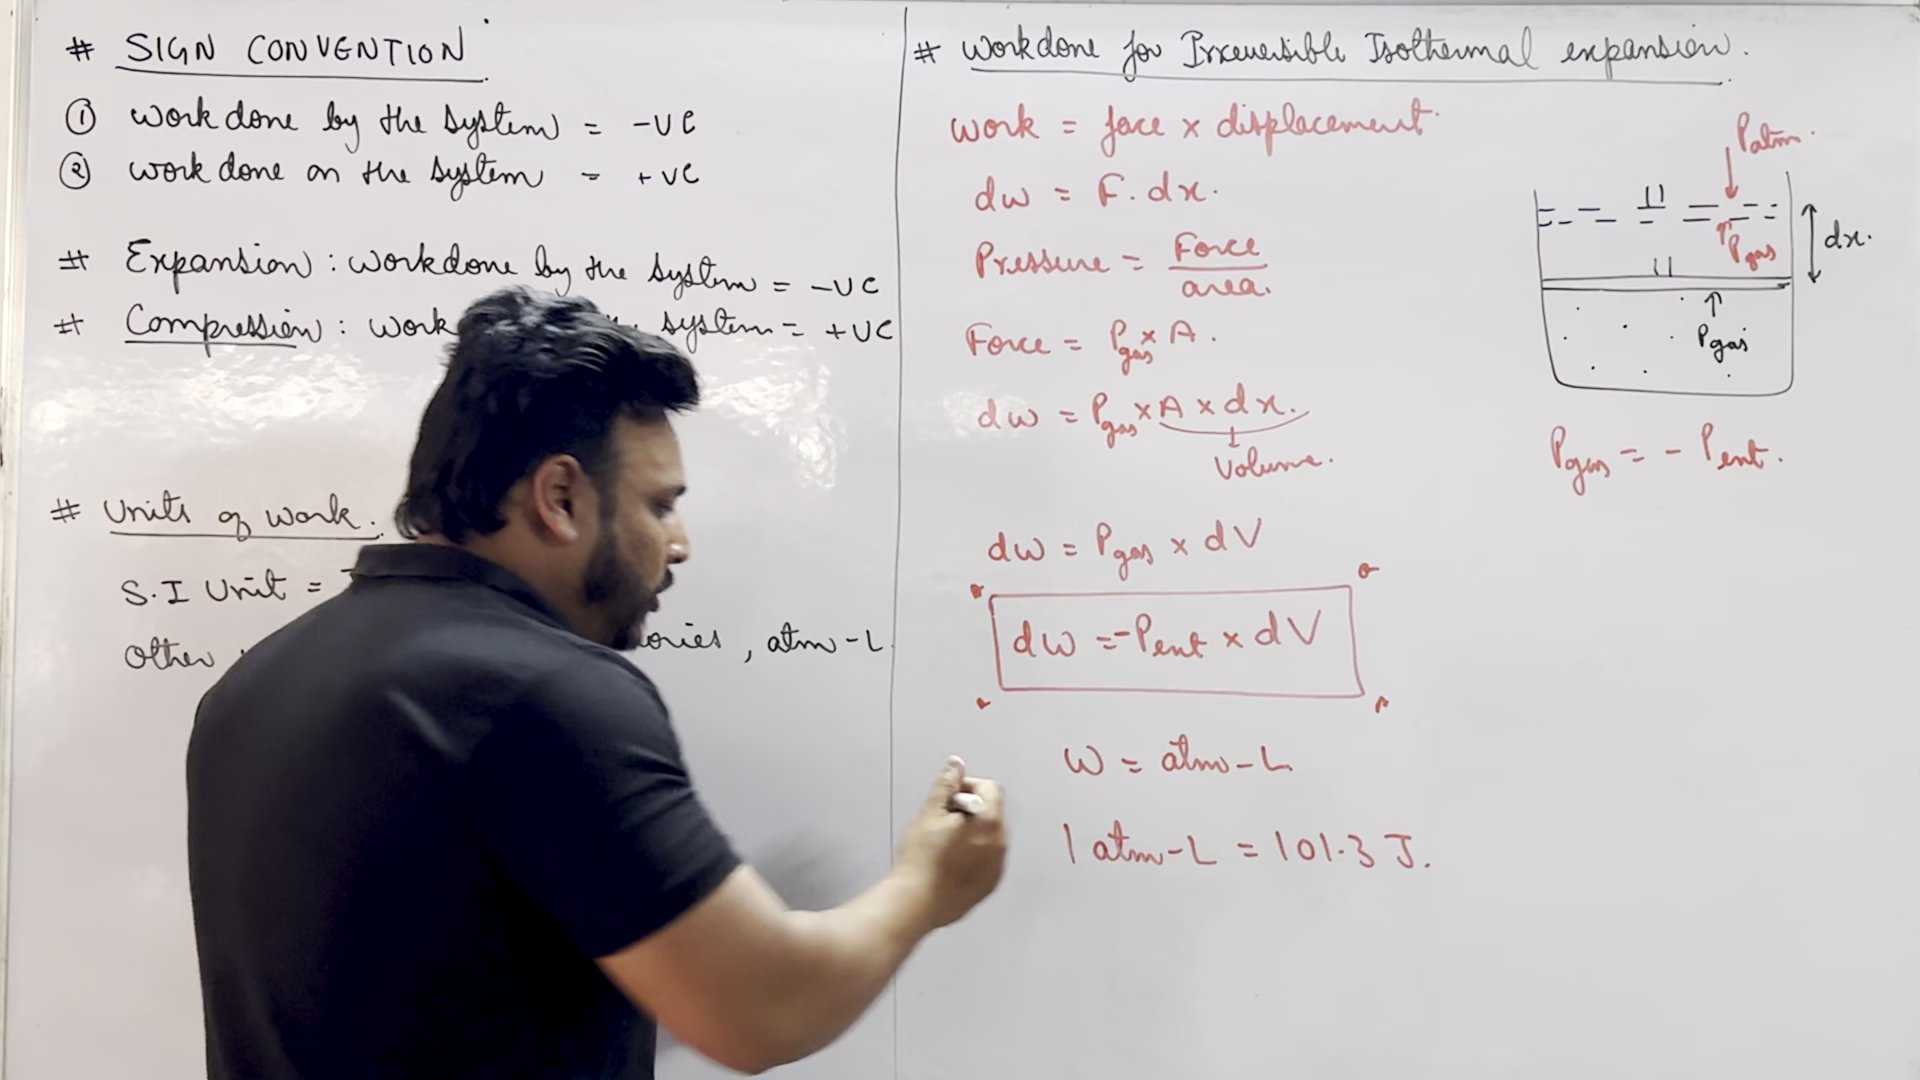 # SIGN CONVENTION
① work done by the system = -ve
② work done on the system = +ve
# Expansion : workdone by the system = -ve
# Compression : work system = +ve
# Units of work.
S.I Unit =
Other , atm-L
# Workdone for Irreversible Isothermal expansion.
work = force x displacement.
dw = F. dx.
Pressure = Force
area.
Force = Pgas x A.
dw = Pgas x A x dx.
Volume.
dw = Pgas x dV
dw = -Pext x dV
w = atm-L
1 atm-L = 101.3 J.
Patm.
Pgas
dx.
Pgas
Pgas = - Pext.